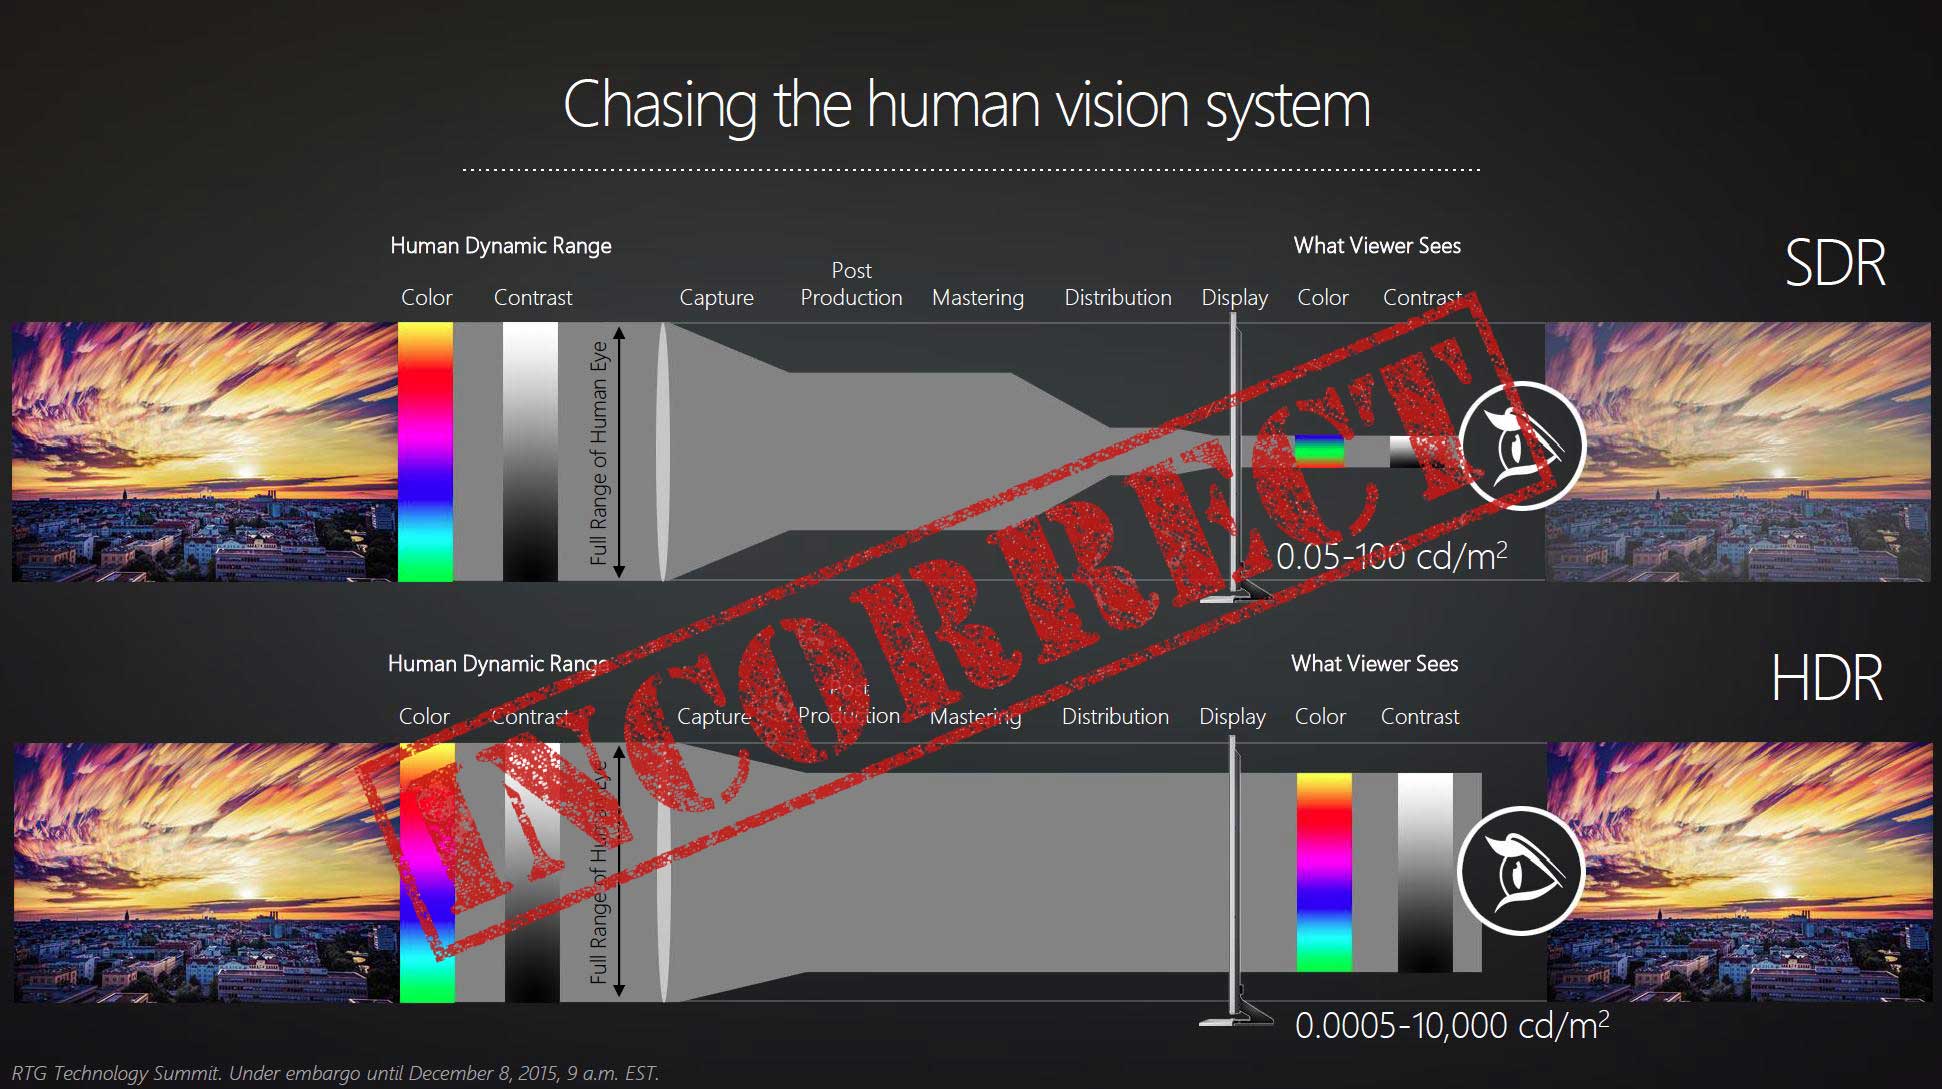 Chasing the human vision system
Human Dynamic Range
What Viewer Sees
SDR
Color
Contrast
Capture
Post
Production
Mastering
Distribution
Display
Color
Contrast
Full Range of Human Eye
0.05-100 cd/m²
INCORRECT
Human Dynamic Range
What Viewer Sees
HDR
Color
Contrast
Capture
Post
Production
Mastering
Distribution
Display
Color
Contrast
Full Range of Human Eye
0.0005-10,000 cd/m²
RTG Technology Summit. Under embargo until December 8, 2015, 9 a.m. EST.